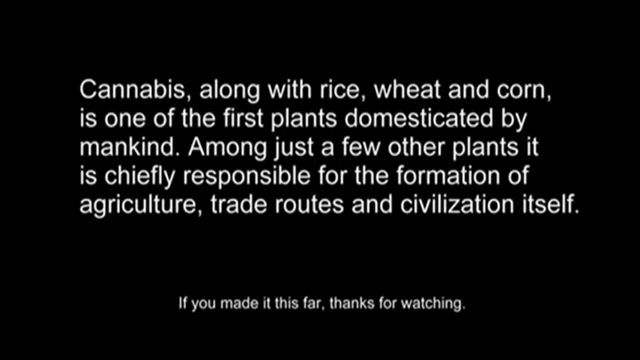 Cannabis, along with rice, wheat and corn,
is one of the first plants domesticated by
mankind. Among just a few other plants it
is chiefly responsible for the formation of
agriculture, trade routes and civilization itself.
If you made it this far, thanks for watching.